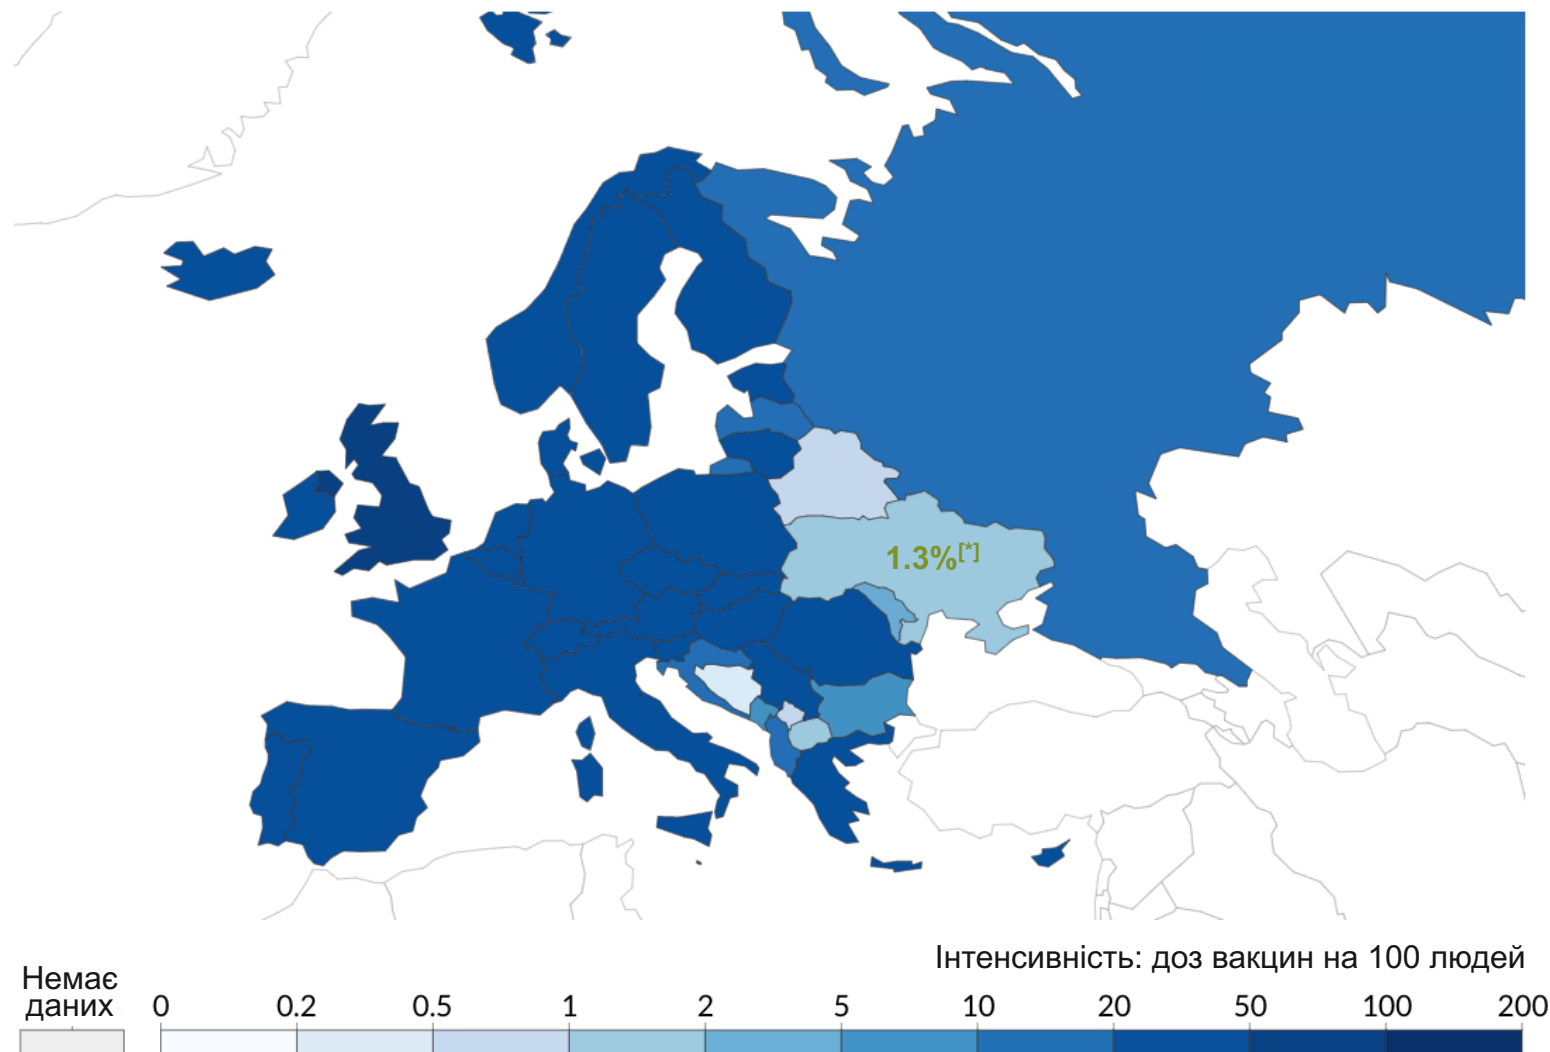 1.3%[*]
Інтенсивність: доз вакцин на 100 людей
Немає
даних
0 0.2 0.5 1 2 5 10 20 50 100 200